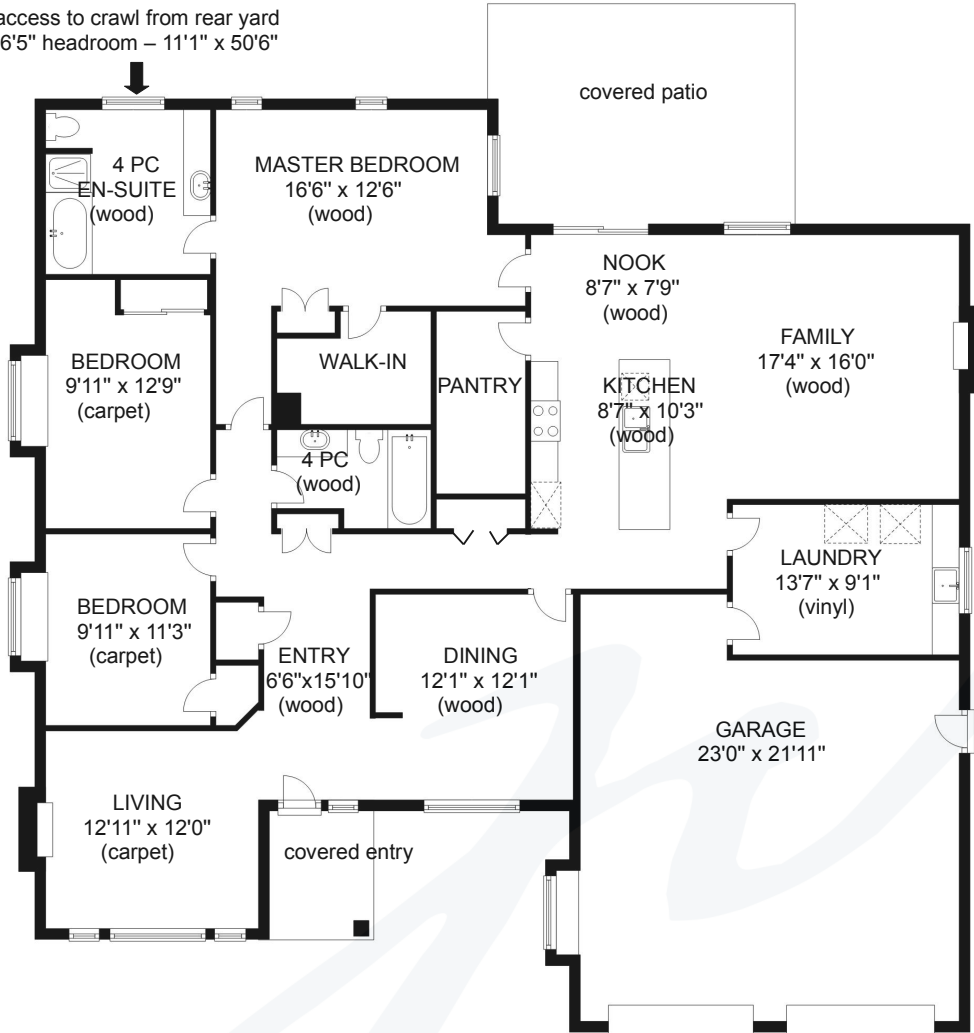 access to crawl from rear yard
6'5" headroom – 11'1" x 50'6"
covered patio
4 PC
EN-SUITE
(wood)
MASTER BEDROOM
16'6" x 12'6"
(wood)
NOOK
8'7" x 7'9"
(wood)
FAMILY
17'4" x 16'0"
(wood)
BEDROOM
9'11" x 12'9"
(carpet)
WALK-IN
PANTRY
KITCHEN
8'7" x 10'3"
(wood)
4 PC
(wood)
LAUNDRY
13'7" x 9'1"
(vinyl)
BEDROOM
9'11" x 11'3"
(carpet)
ENTRY
6'6"x15'10"
(wood)
DINING
12'1" x 12'1"
(wood)
GARAGE
23'0" x 21'11"
LIVING
12'11" x 12'0"
(carpet)
covered entry